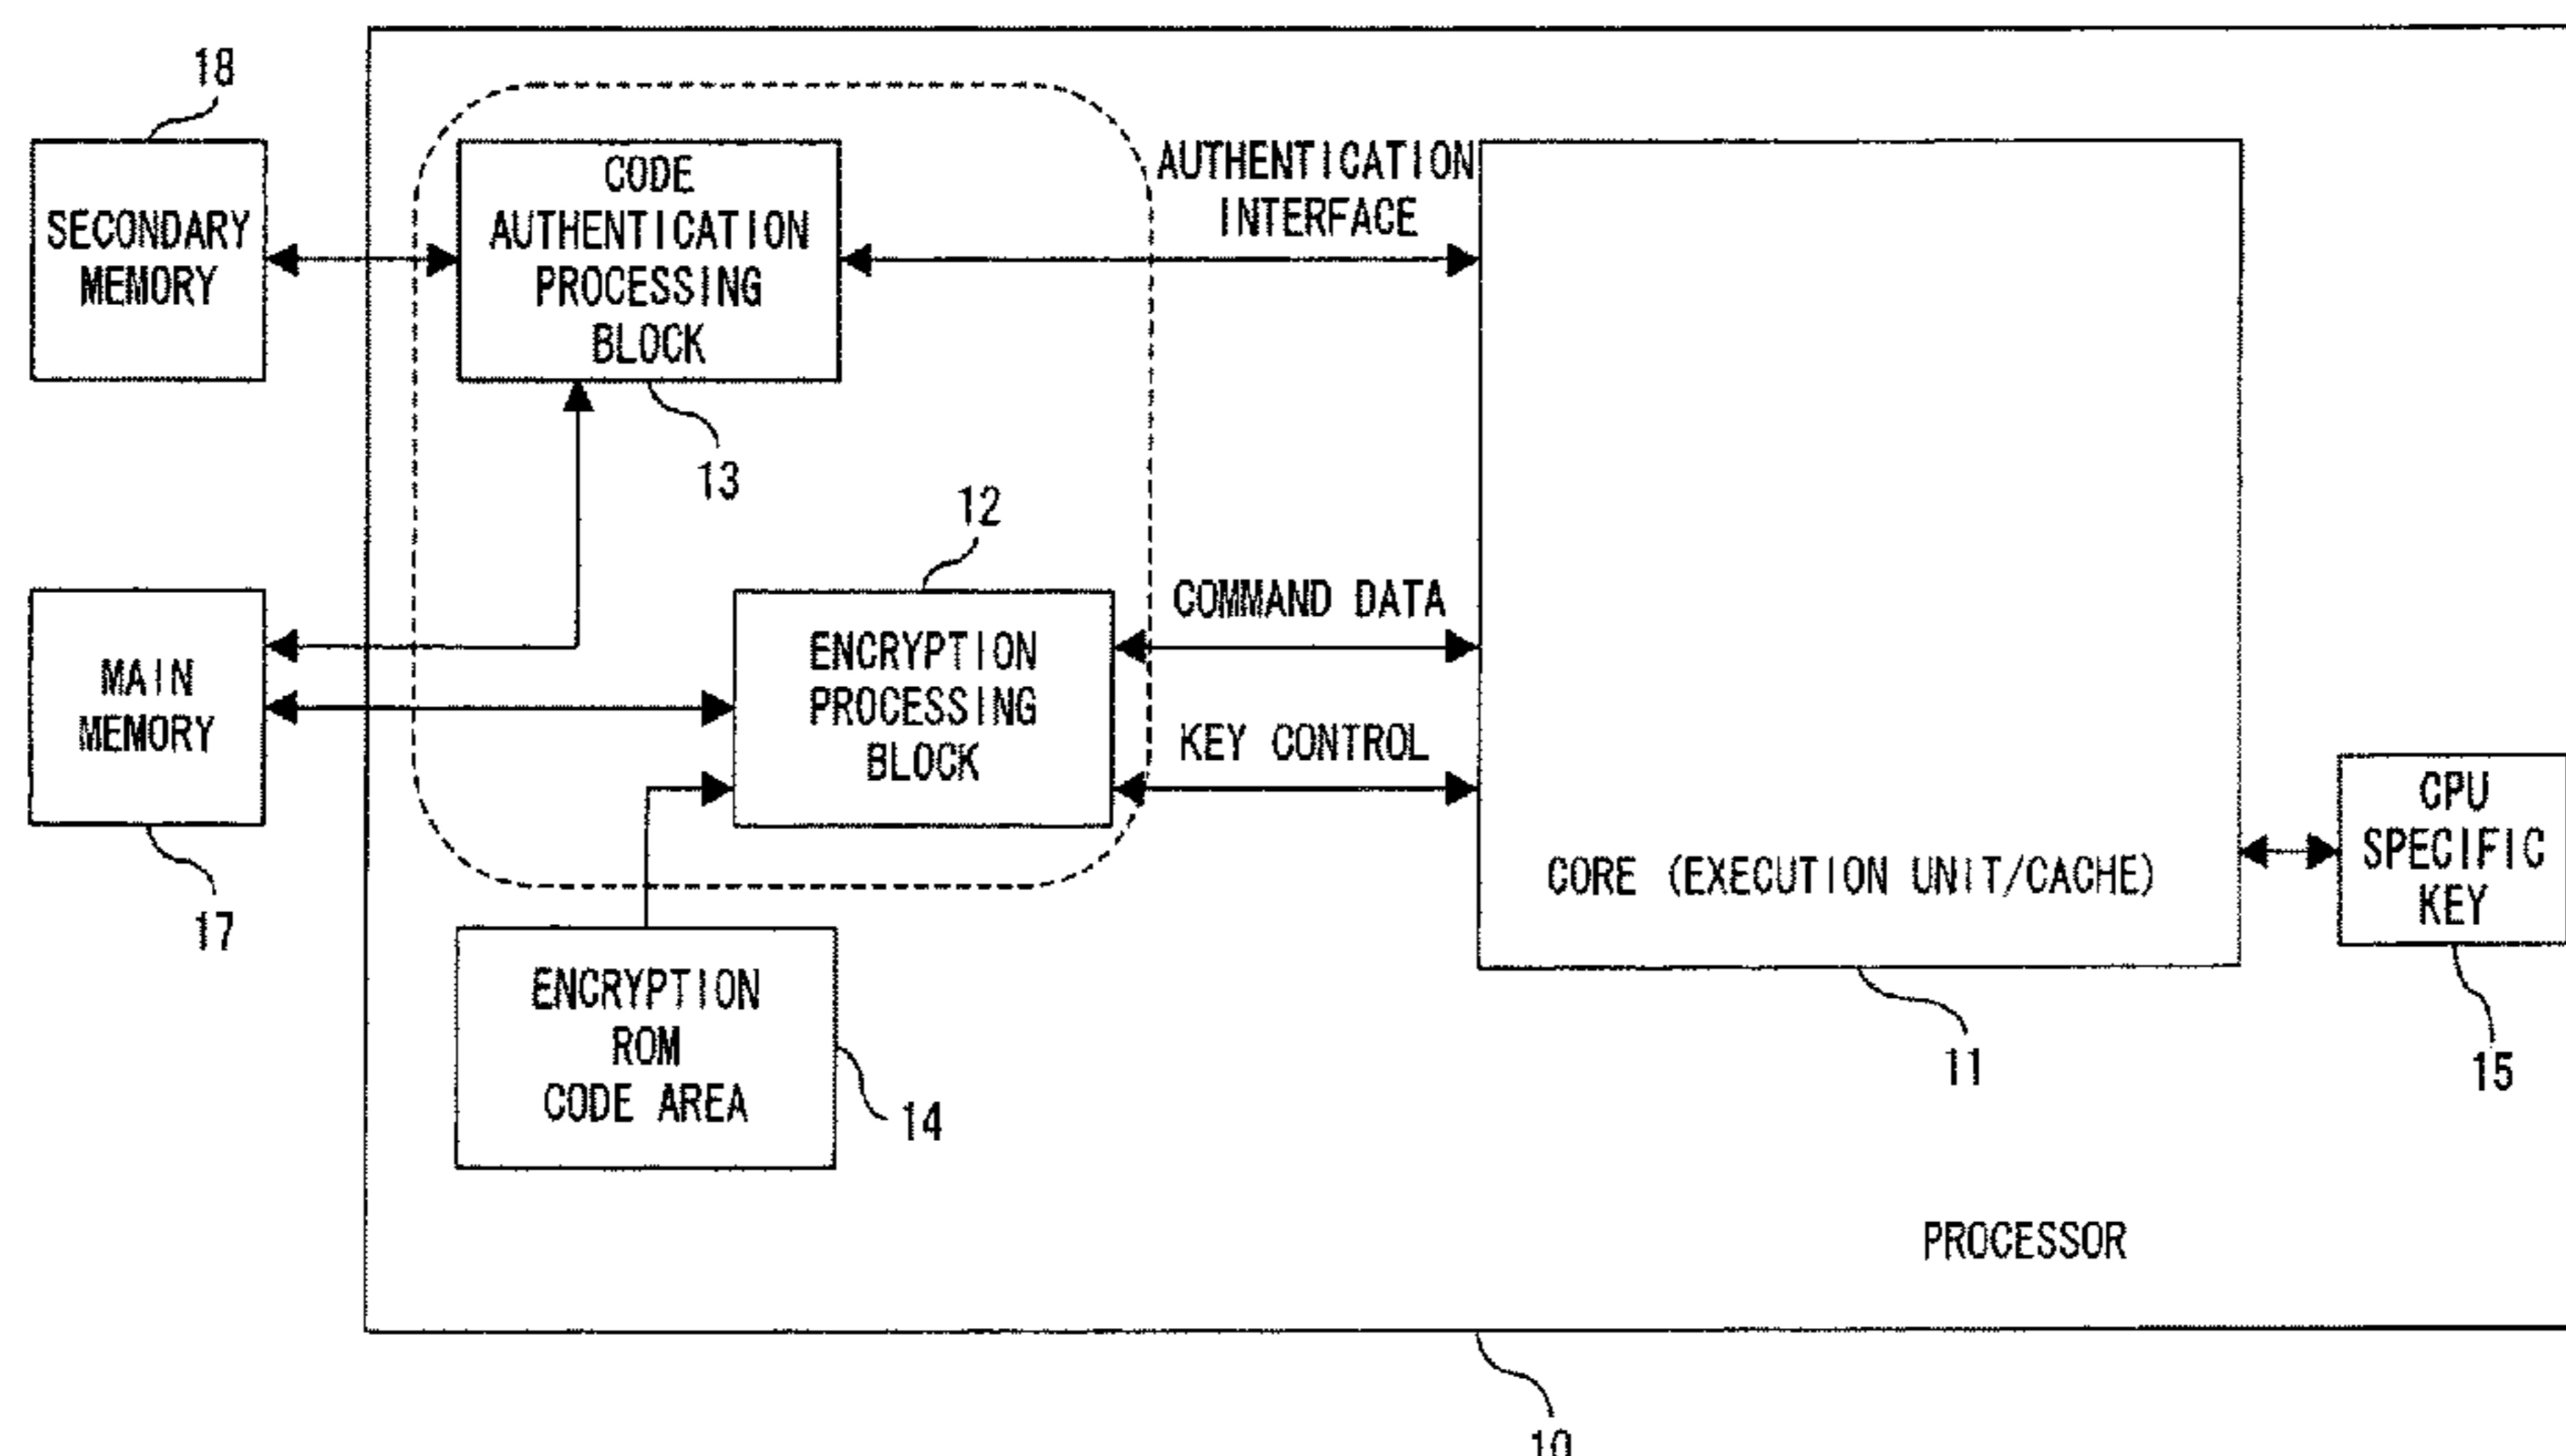 18
SECONDARY
MEMORY
CODE
AUTHENTICATION
PROCESSING
BLOCK
13
AUTHENTICATION
INTERFACE
12
MAIN
MEMORY
17
ENCRYPTION
PROCESSING
BLOCK
COMMAND DATA
KEY CONTROL
CORE (EXECUTION UNIT/CACHE)
11
CPU
SPECIFIC
KEY
15
ENCRYPTION
ROM
CODE AREA
14
PROCESSOR
10